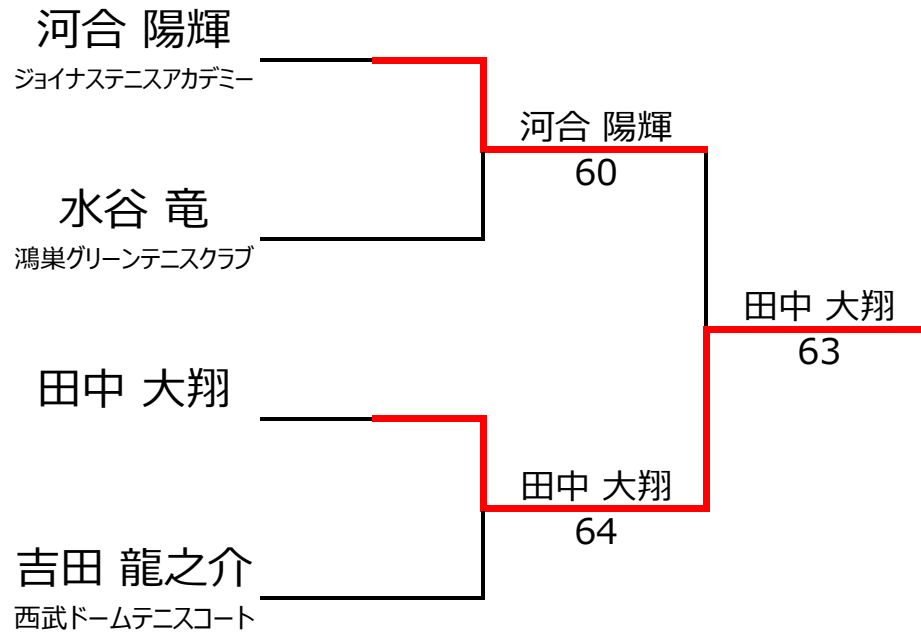 河合 陽輝
ジョイナステニスアカデミー
河合 陽輝
60
水谷 竜
鴻巣グリーンテニスクラブ
田中 大翔
63
田中 大翔
田中 大翔
64
吉田 龍之介
西武ドームテニスコート